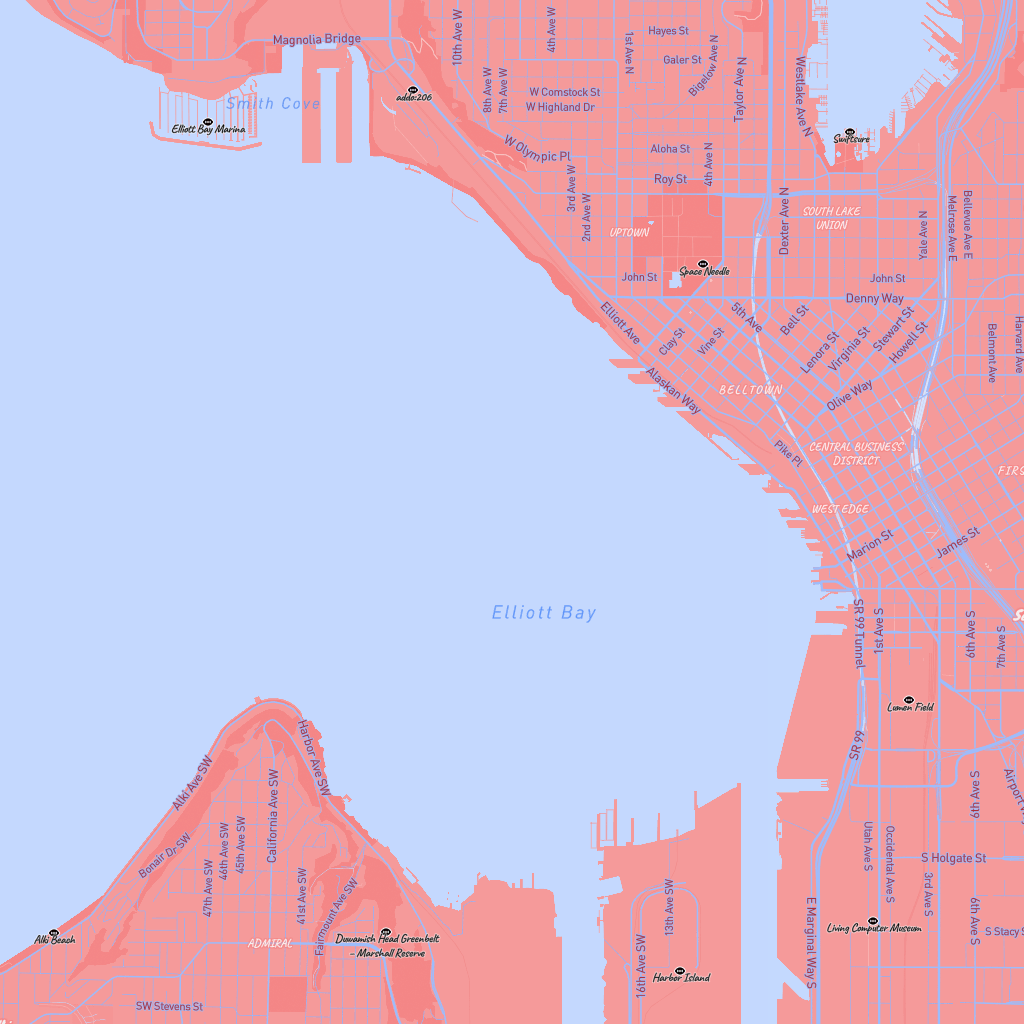 Magnolia Bridge
10th Ave W
4th Ave W
1st Ave N
Hayes St
Galer St
Bigelow Ave N
Taylor Ave N
Westlake Ave N
8th Ave W
7th Ave W
W Comstock St
W Highland Dr
Smith Cove
addo:206
Elliott Bay Marina
Swiftsure
W Olympic Pl
Aloha St
4th Ave N
Roy St
3rd Ave W
2nd Ave W
Dexter Ave N
SOUTH LAKE
UNION
Yale Ave N
Melrose Ave E
Bellevue Ave E
UPTOWN
John St
Space Needle
John St
Denny Way
Elliott Ave
5th Ave
Bell St
Clay St
Vine St
Lenora St
Virginia St
Stewart St
Howell St
Belmont Ave
Harvard Ave
Alaskan Way
BELLTOWN
Olive Way
Pike Pl
CENTRAL BUSINESS
DISTRICT
FIRS
WEST EDGE
Marion St
James St
Elliott Bay
SR 99 Tunnel
1st Ave S
6th Ave S
7th Ave S
Lumen Field
SR 99
Harbor Ave SW
Alki Ave SW
California Ave SW
Bonair Dr SW
46th Ave SW
45th Ave SW
47th Ave SW
41st Ave SW
Fairmount Ave SW
Utah Ave S
Occidental Ave S
S Holgate St
3rd Ave S
4th Ave S
6th Ave S
Airport W
E Marginal Way S
13th Ave SW
16th Ave SW
Living Computer Museum
S Stacy S
Alki Beach
ADMIRAL
Duwamish Head Greenbelt
- Marshall Reserve
Harbor Island
SW Stevens St